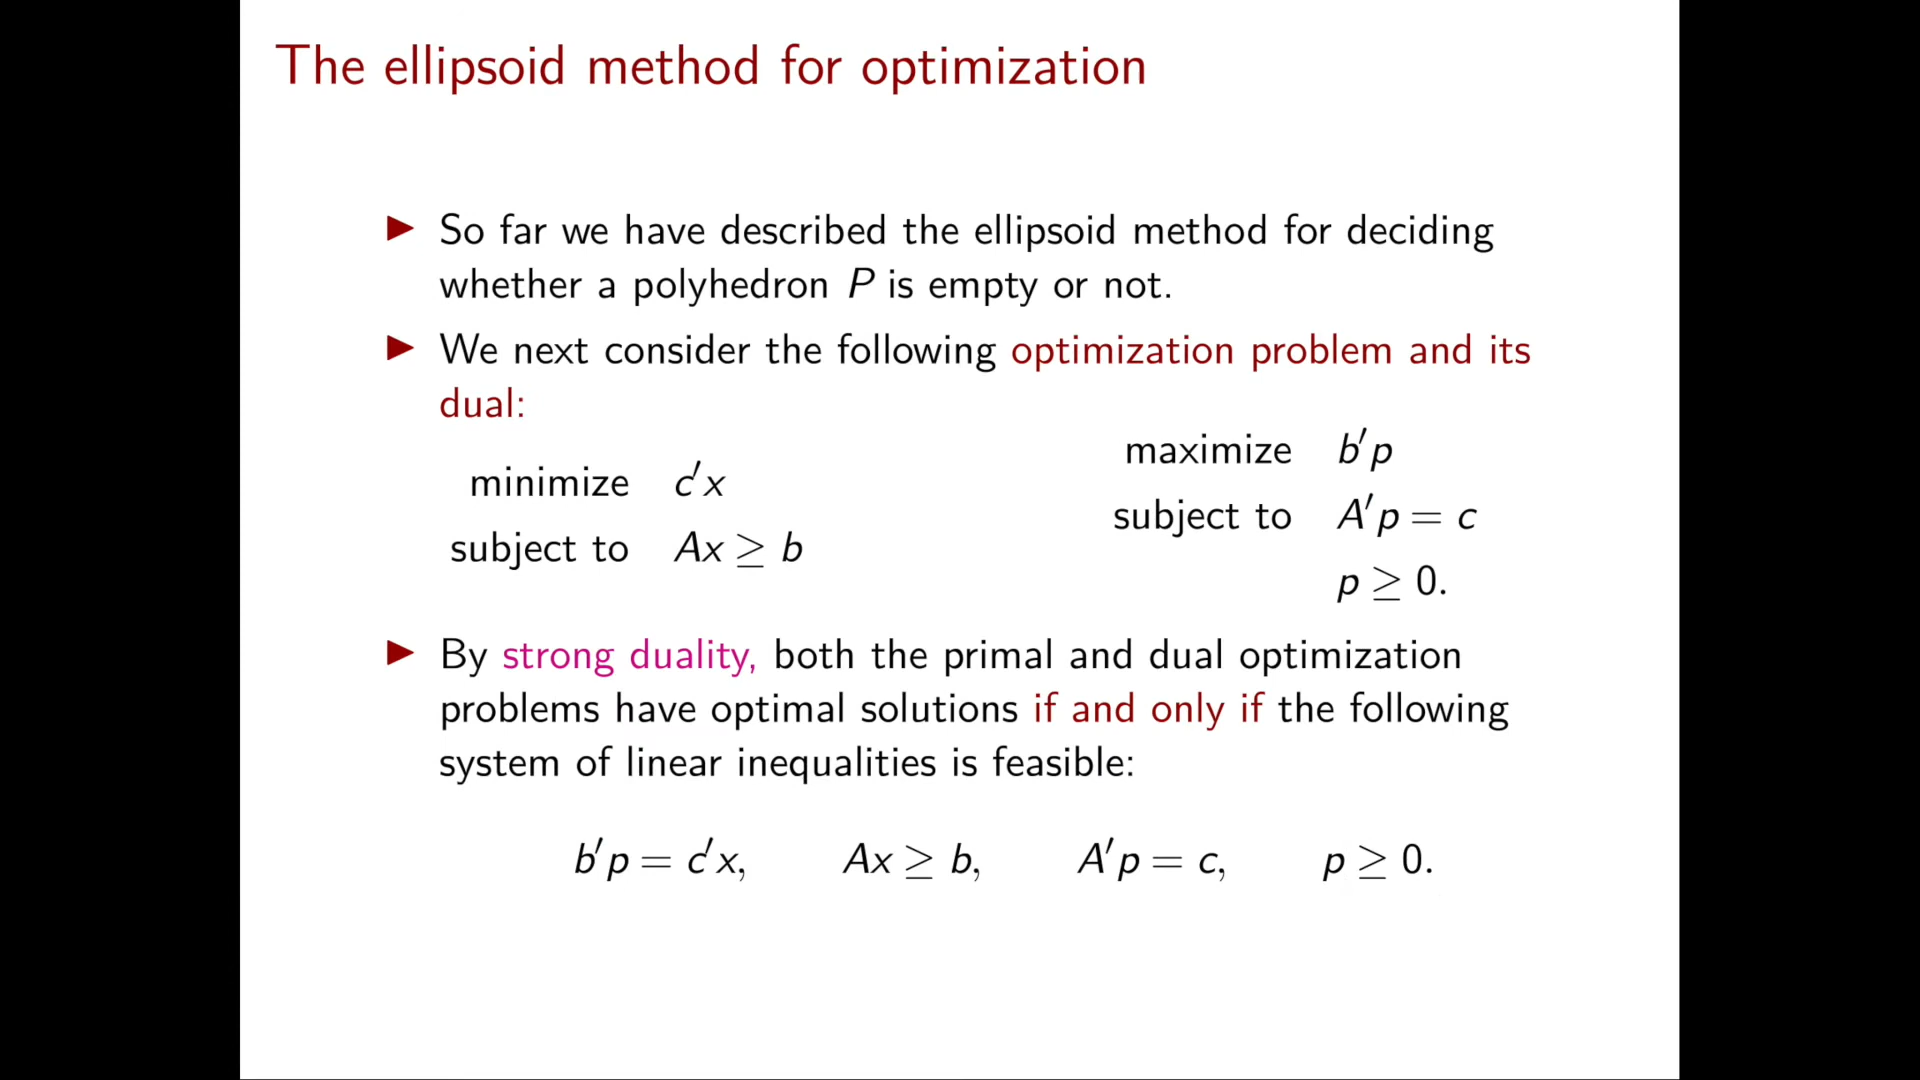 The ellipsoid method for optimization
▶ So far we have described the ellipsoid method for deciding
whether a polyhedron P is empty or not.
▶ We next consider the following optimization problem and its
dual:
minimize c′x
subject to Ax ≥ b
maximize b′p
subject to A′p = c
p ≥ 0.
▶ By strong duality, both the primal and dual optimization
problems have optimal solutions if and only if the following
system of linear inequalities is feasible:
b′p = c′x, Ax ≥ b, A′p = c, p ≥ 0.